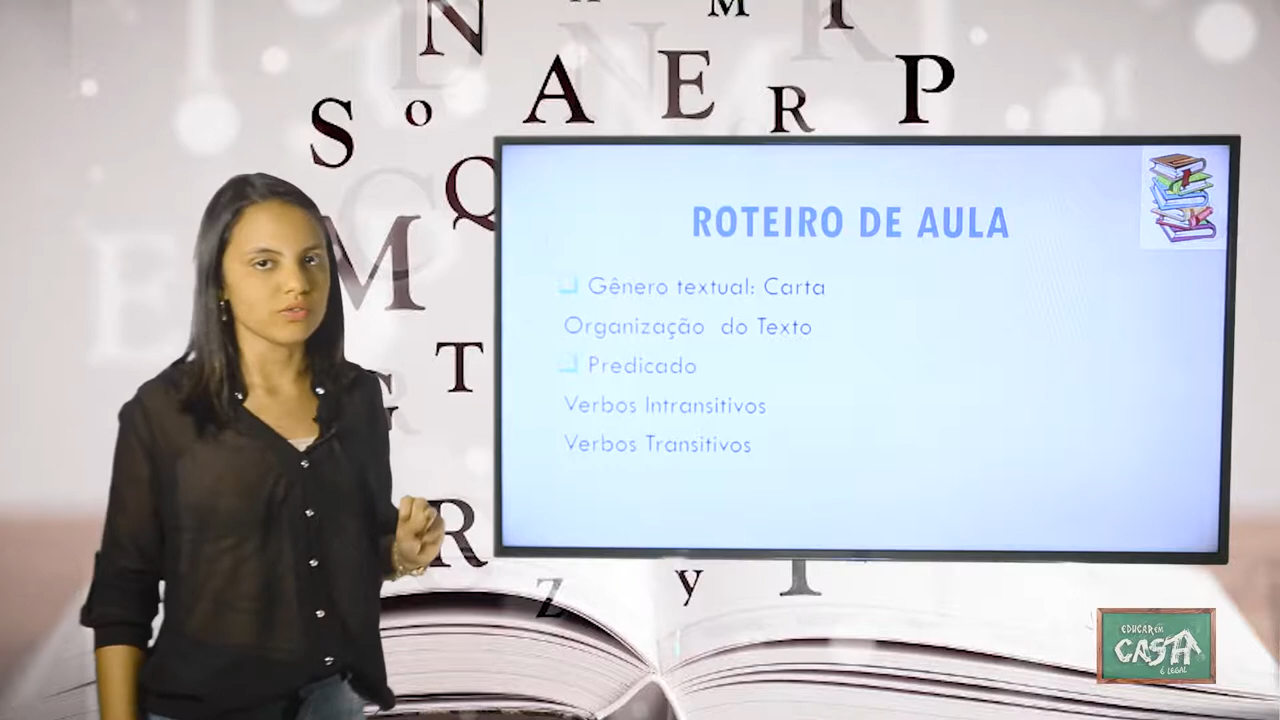 N M I
S o A E R P
Q
M
T
G
R
ROTEIRO DE AULA
Gênero textual: Carta
Organização do Texto
Predicado
Verbos Intransitivos
Verbos Transitivos
Z y I
EDUCAR EM
CASA
É LEGAL